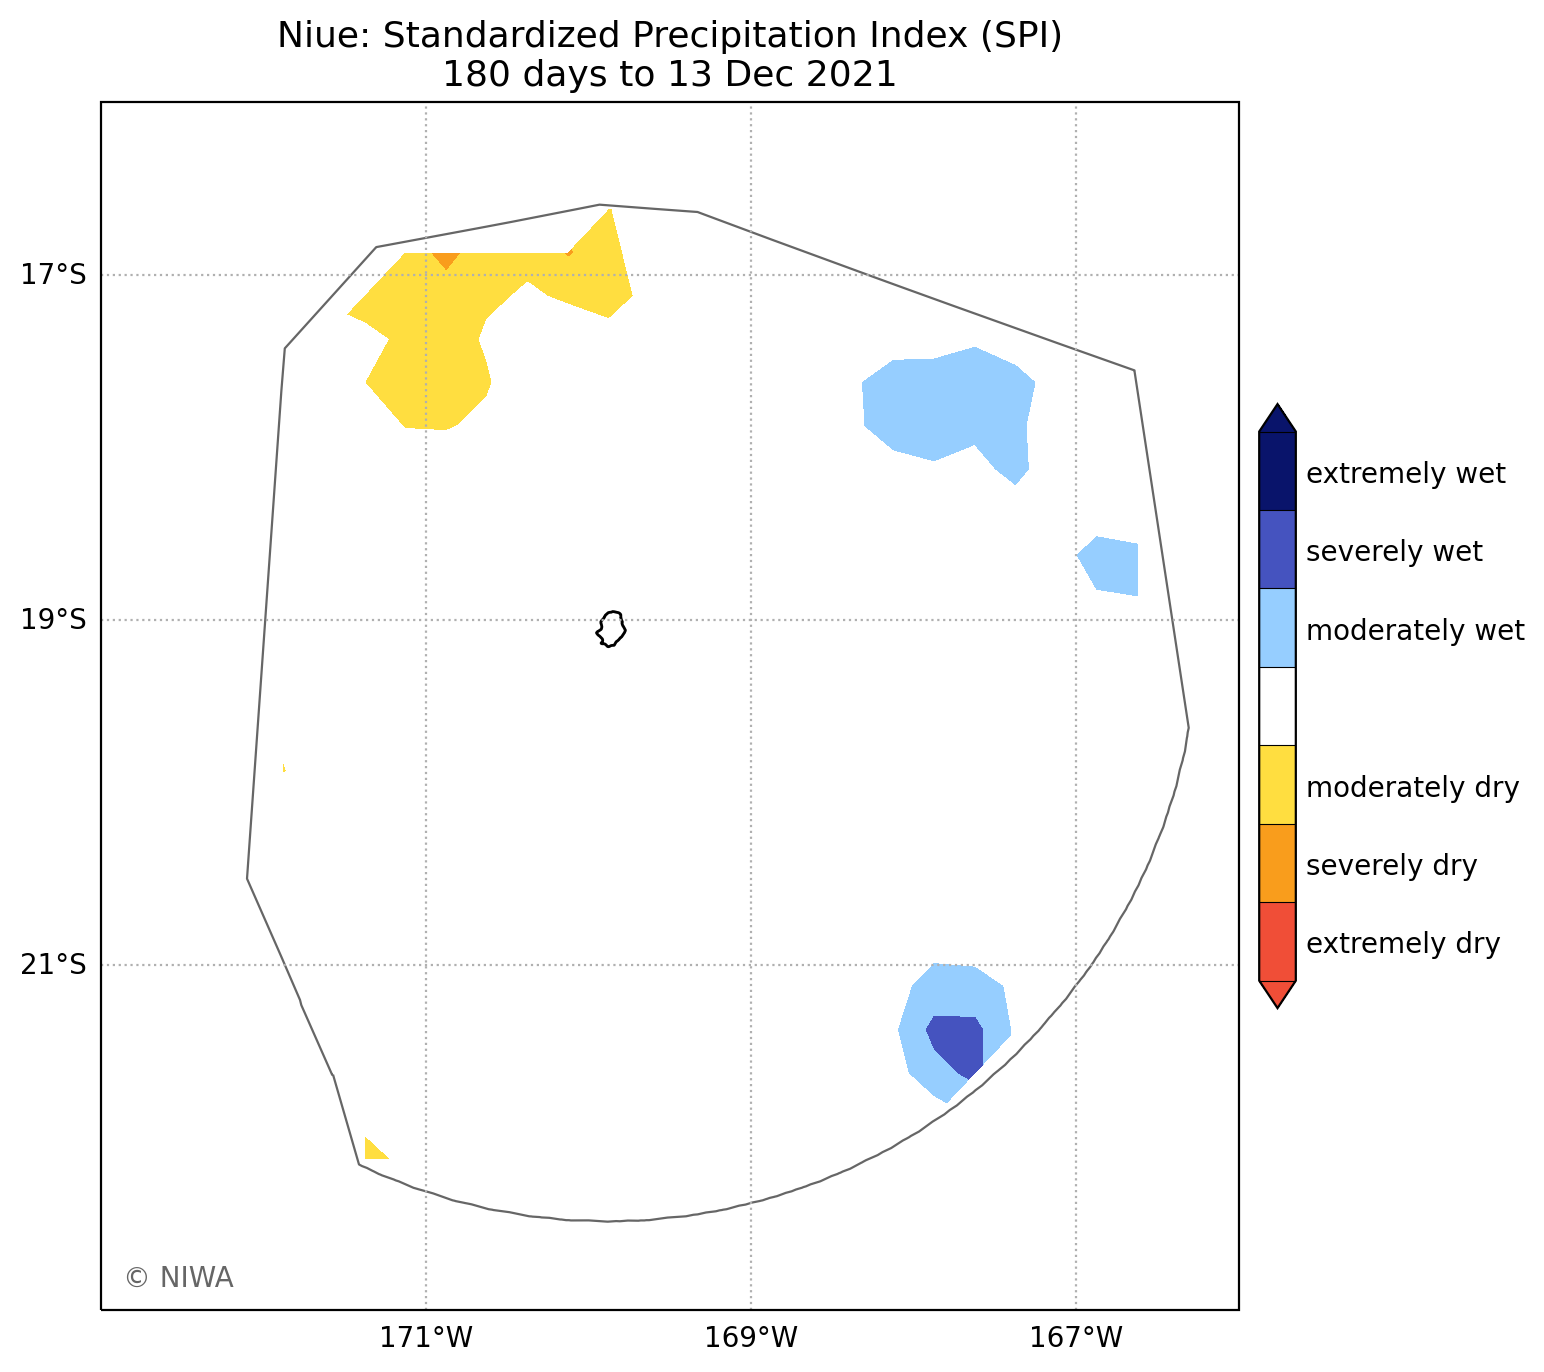 Niue: Standardized Precipitation Index (SPI)
180 days to 13 Dec 2021
17°S
19°S
21°S
171°W
169°W
167°W
extremely wet
severely wet
moderately wet
moderately dry
severely dry
extremely dry
© NIWA